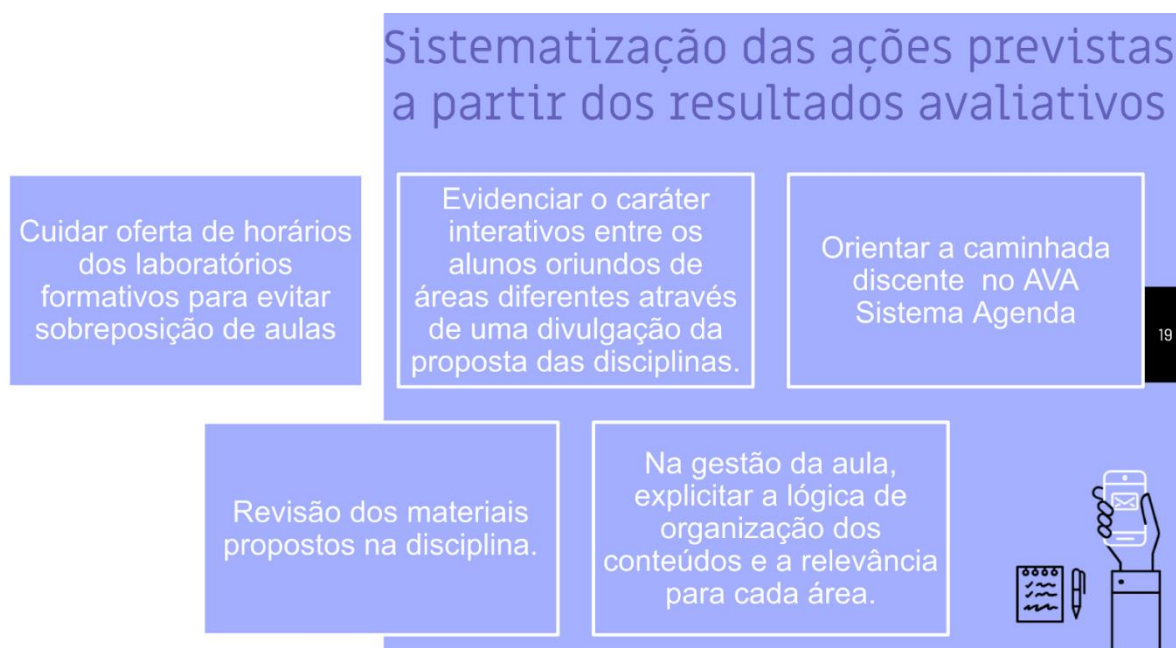 Sistematização das ações previstas
a partir dos resultados avaliativos
Cuidar oferta de horários
dos laboratórios
formativos para evitar
sobreposição de aulas
Evidenciar o caráter
interativos entre os
alunos oriundos de
áreas diferentes através
de uma divulgação da
proposta das disciplinas.
Orientar a caminhada
discente no AVA
Sistema Agenda
19
Revisão dos materiais
propostos na disciplina.
Na gestão da aula,
explicitar a lógica de
organização dos
conteúdos e a relevância
para cada área.